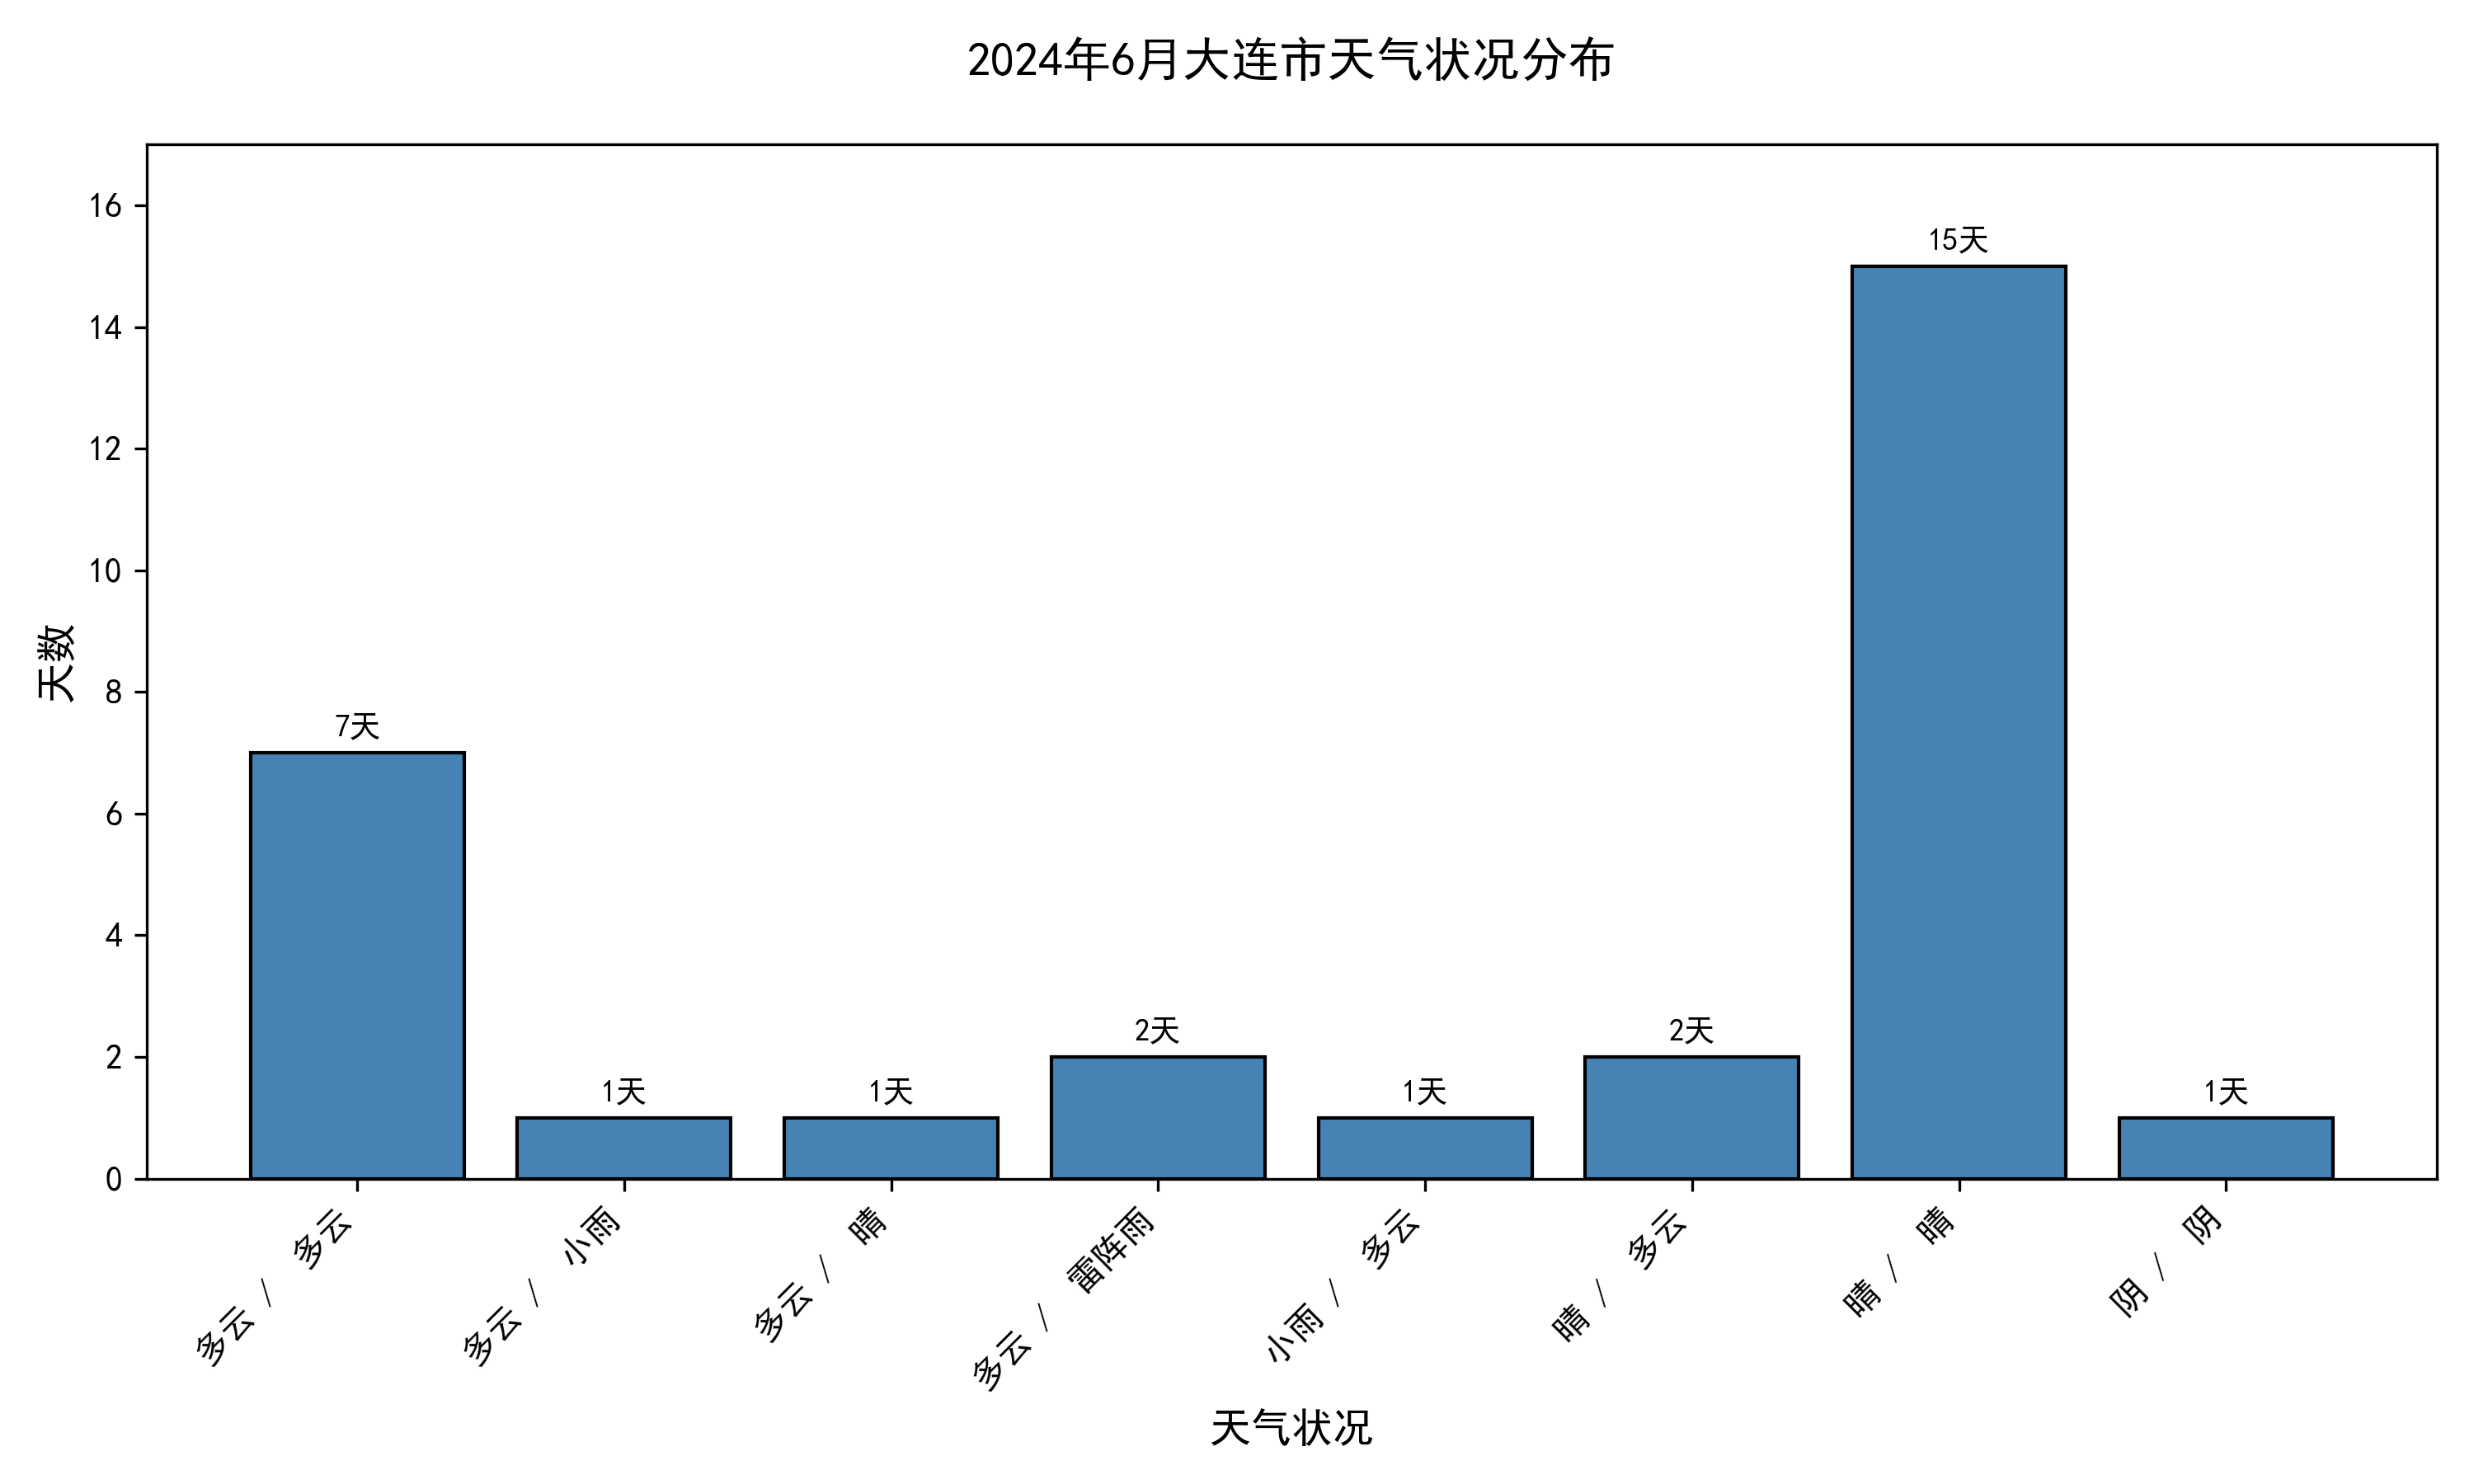 2024年6月大连市天气状况分布
天数
16
14
12
10
8
6
4
2
0
7天
1天
1天
2天
1天
2天
15天
1天
多云 / 多云
多云 / 小雨
多云 / 晴
多云 / 雷阵雨
小雨 / 多云
晴 / 多云
晴 / 晴
阴 / 阴
天气状况